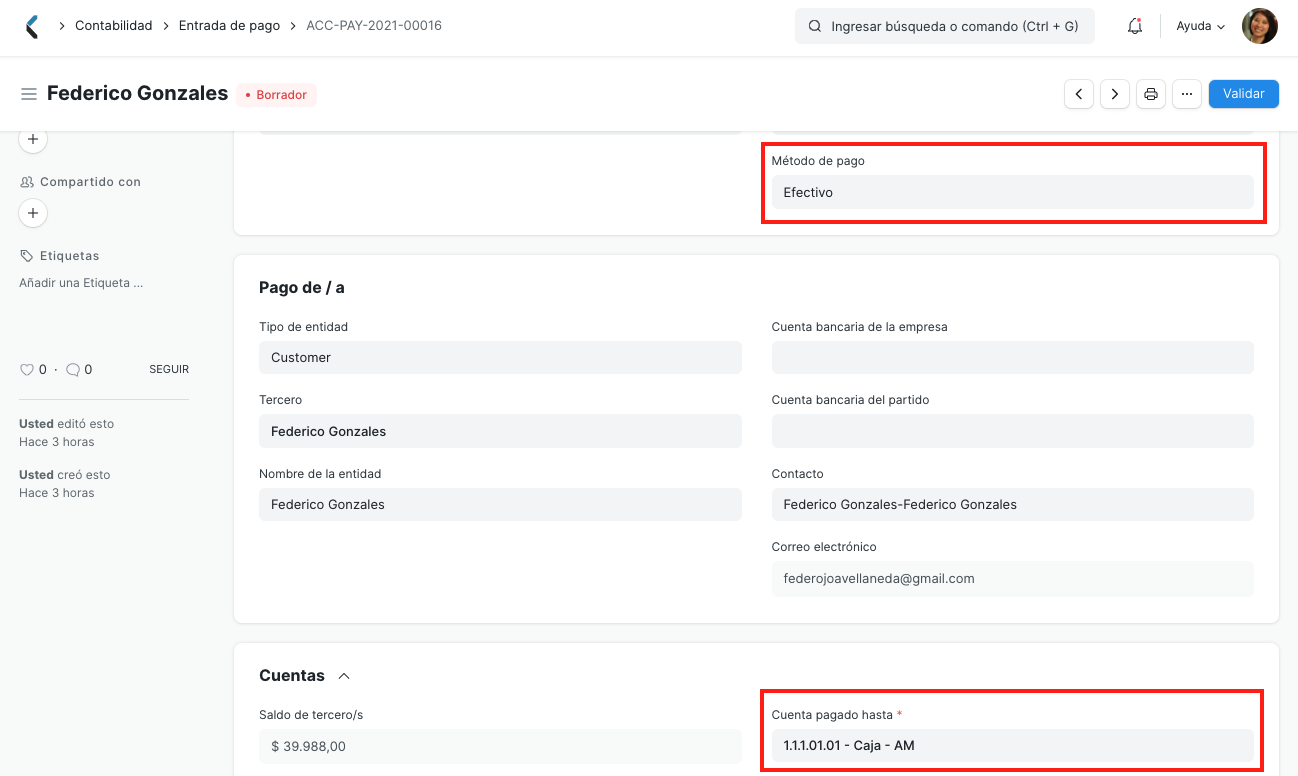 Contabilidad > Entrada de pago > ACC-PAY-2021-00016
Ingresar búsqueda o comando (Ctrl + G)
Ayuda
Federico Gonzales
• Borrador
Validar
Compartido con
Etiquetas
Añadir una Etiqueta ...
0 · 0
SEGUIR
Usted editó esto
Hace 3 horas
Usted creó esto
Hace 3 horas
Método de pago
Efectivo
Pago de / a
Tipo de entidad
Customer
Tercero
Federico Gonzales
Nombre de la entidad
Federico Gonzales
Cuenta bancaria de la empresa
Cuenta bancaria del partido
Contacto
Federico Gonzales-Federico Gonzales
Correo electrónico
federojoavellaneda@gmail.com
Cuentas
Saldo de tercero/s
$ 39.988,00
Cuenta pagado hasta *
1.1.1.01.01 - Caja - AM